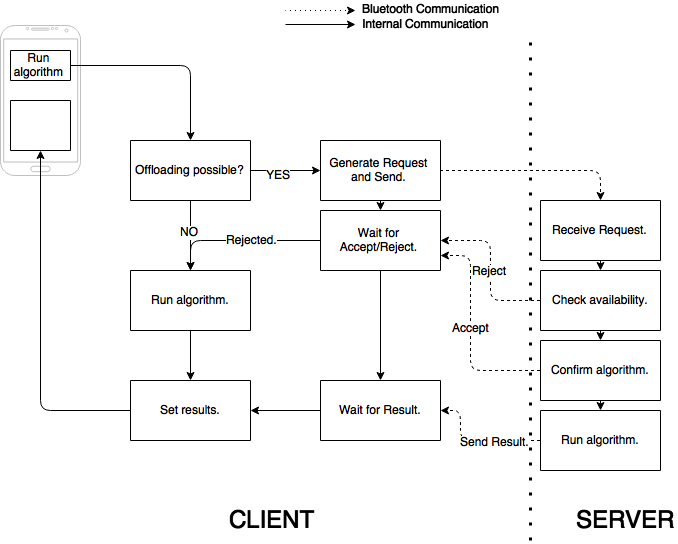 Bluetooth Communication
Internal Communication
Run
algorithm
Offloading possible?
YES
Generate Request
and Send.
NO
Rejected.
Wait for
Accept/Reject.
Receive Request.
Reject
Run algorithm.
Check availability.
Accept
Confirm algorithm.
Set results.
Wait for Result.
Send Result.
Run algorithm.
CLIENT
SERVER